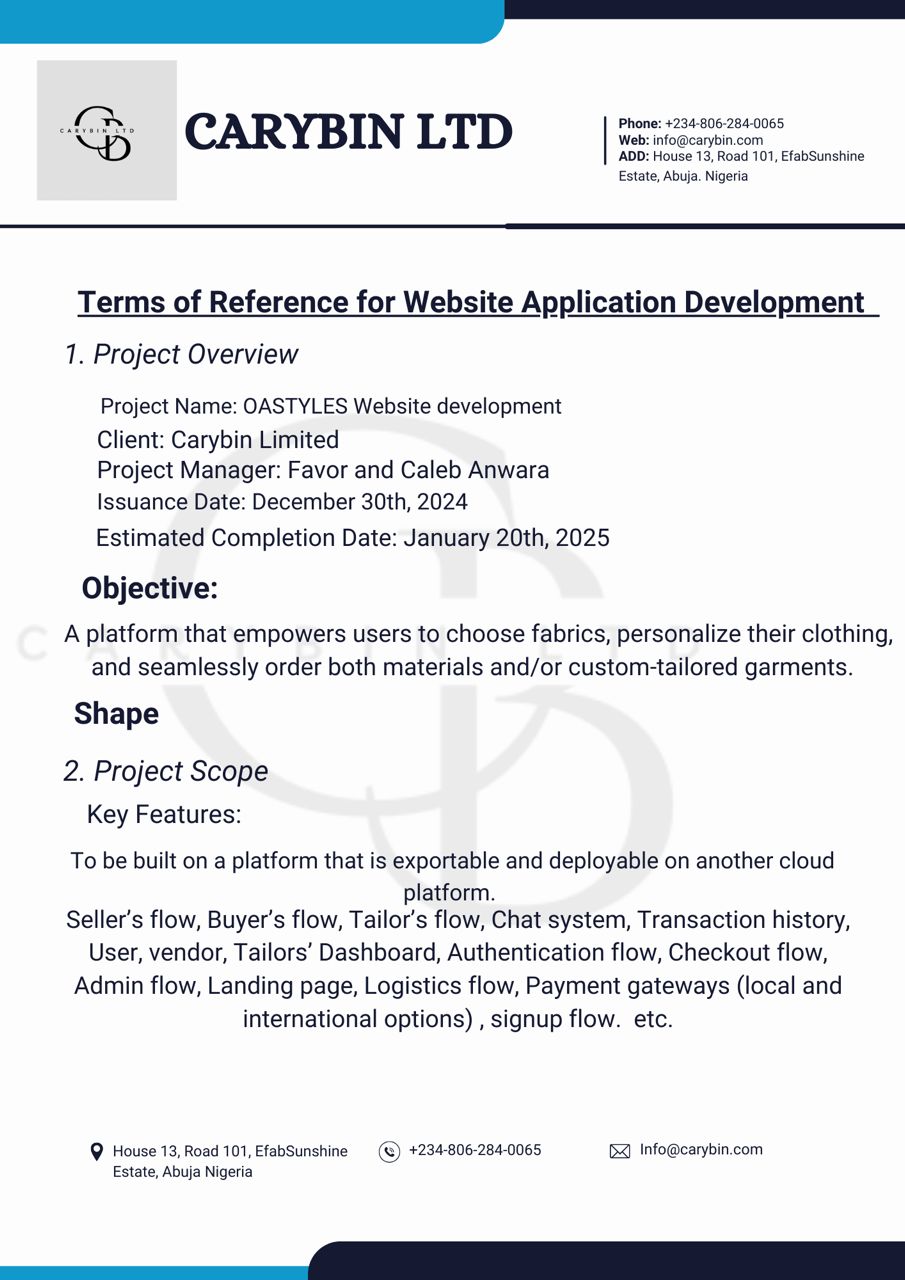 CARYBIN LTD
CARYBIN LTD
Phone: +234-806-284-0065
Web: info@carybin.com
ADD: House 13, Road 101, EfabSunshine
Estate, Abuja. Nigeria
Terms of Reference for Website Application Development
1. Project Overview
Project Name: OASTYLES Website development
Client: Carybin Limited
Project Manager: Favor and Caleb Anwara
Issuance Date: December 30th, 2024
Estimated Completion Date: January 20th, 2025
Objective:
A platform that empowers users to choose fabrics, personalize their clothing,
and seamlessly order both materials and/or custom-tailored garments.
CARYBIN LTD
Shape
2. Project Scope
Key Features:
To be built on a platform that is exportable and deployable on another cloud
platform.
Seller’s flow, Buyer’s flow, Tailor’s flow, Chat system, Transaction history,
User, vendor, Tailors’ Dashboard, Authentication flow, Checkout flow,
Admin flow, Landing page, Logistics flow, Payment gateways (local and
international options) , signup flow.  etc.
House 13, Road 101, EfabSunshine
Estate, Abuja Nigeria
+234-806-284-0065
Info@carybin.com